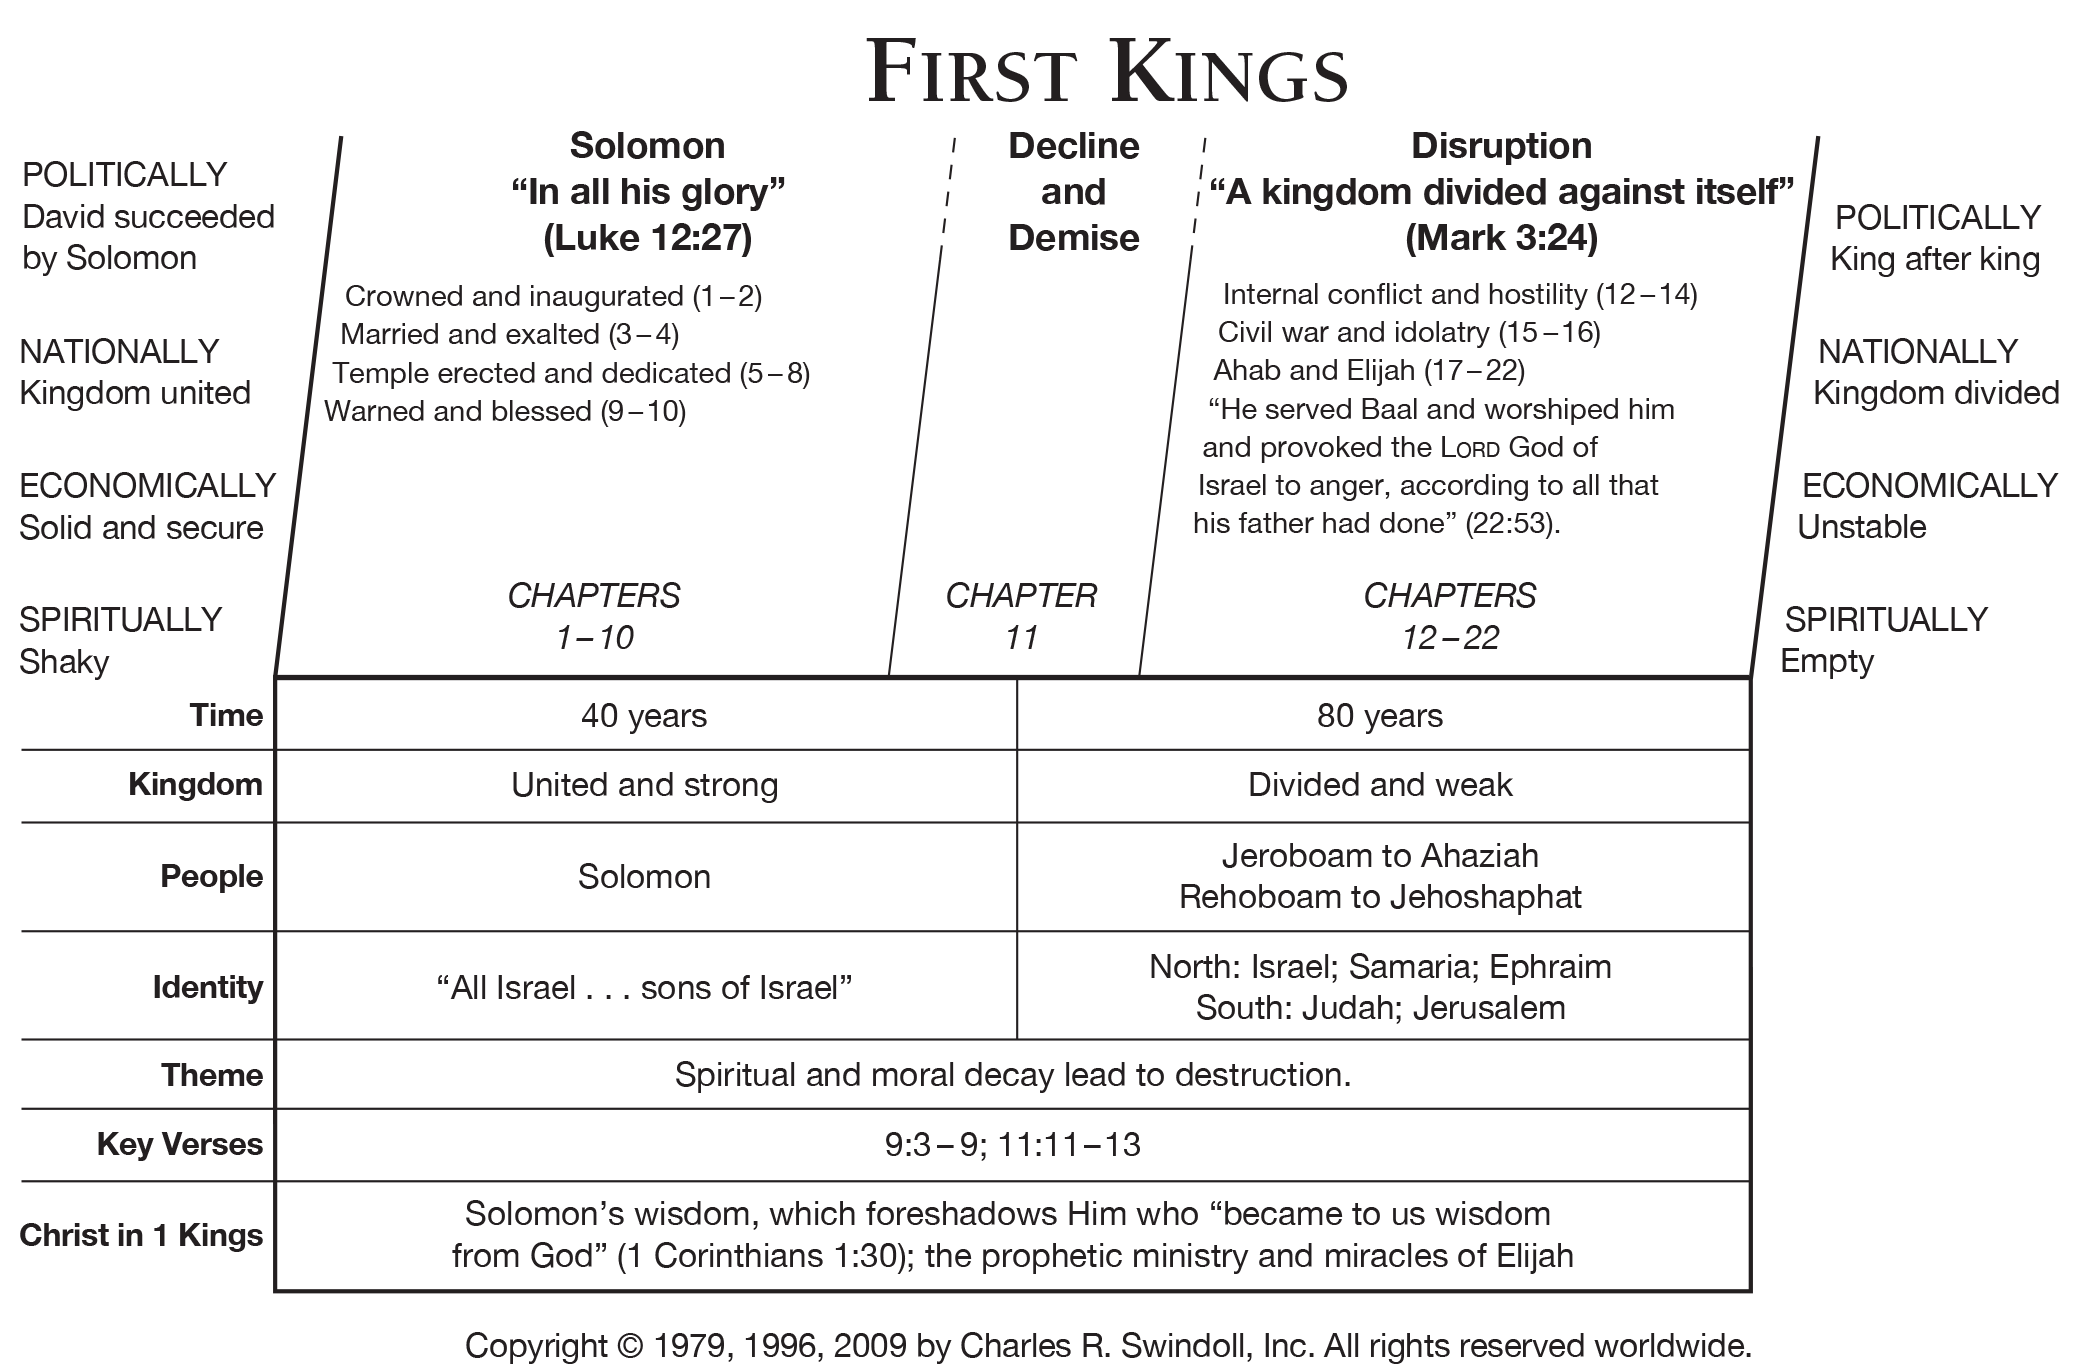 FIRST KINGS
POLITICALLY
David succeeded
by Solomon
NATIONALLY
Kingdom united
ECONOMICALLY
Solid and secure
SPIRITUALLY
Shaky
Solomon
“In all his glory”
(Luke 12:27)
Crowned and inaugurated (1–2)
Married and exalted (3–4)
Temple erected and dedicated (5–8)
Warned and blessed (9–10)
CHAPTERS
1–10
Decline
and
Demise
CHAPTER
11
Disruption
“A kingdom divided against itself”
(Mark 3:24)
Internal conflict and hostility (12–14)
Civil war and idolatry (15–16)
Ahab and Elijah (17–22)
“He served Baal and worshiped him
and provoked the LORD God of
Israel to anger, according to all that
his father had done” (22:53).
CHAPTERS
12–22
POLITICALLY
King after king
NATIONALLY
Kingdom divided
ECONOMICALLY
Unstable
SPIRITUALLY
Empty
Time
40 years
80 years
Kingdom
United and strong
Divided and weak
People
Solomon
Jeroboam to Ahaziah
Rehoboam to Jehoshaphat
Identity
“All Israel . . . sons of Israel”
North: Israel; Samaria; Ephraim
South: Judah; Jerusalem
Theme
Spiritual and moral decay lead to destruction.
Key Verses
9:3–9; 11:11–13
Christ in 1 Kings
Solomon’s wisdom, which foreshadows Him who “became to us wisdom
from God” (1 Corinthians 1:30); the prophetic ministry and miracles of Elijah
Copyright © 1979, 1996, 2009 by Charles R. Swindoll, Inc. All rights reserved worldwide.